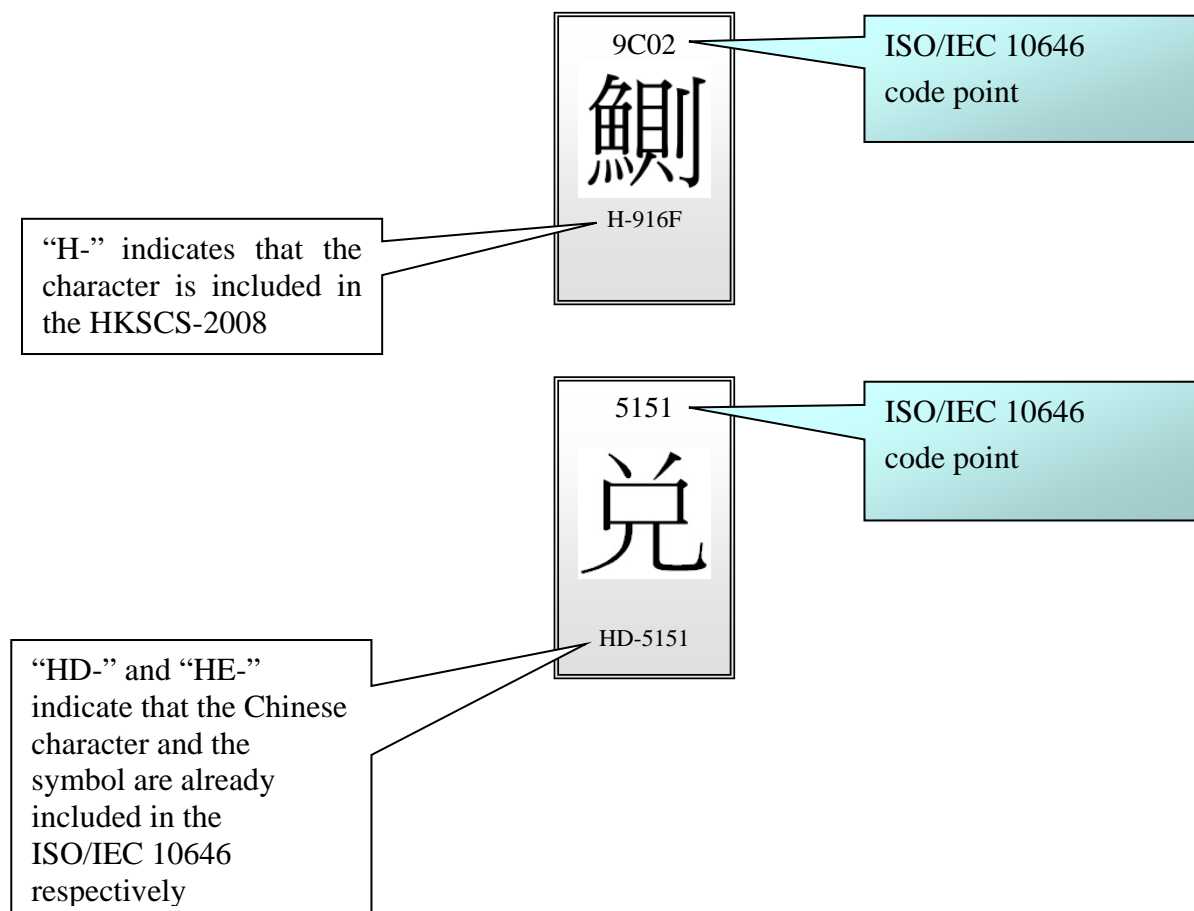 9C02
鰂
H-916F
ISO/IEC 10646
code point
“H-” indicates that the
character is included in
the HKSCS-2008
5151
兑
HD-5151
ISO/IEC 10646
code point
“HD-” and “HE-”
indicate that the Chinese
character and the
symbol are already
included in the
ISO/IEC 10646
respectively